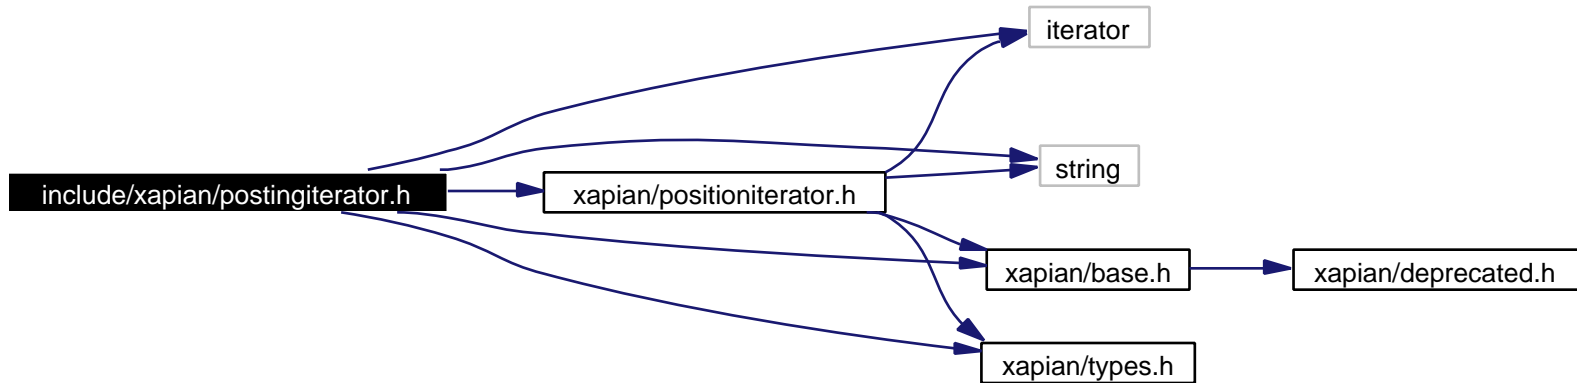 iterator
string
include/xapian/postingiterator.h
xapian/positioniterator.h
xapian/base.h
xapian/deprecated.h
xapian/types.h